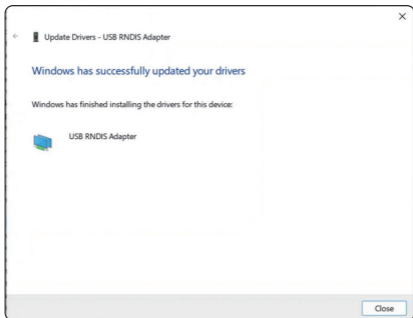 Update Drivers - USB RNDIS Adapter
Windows has successfully updated your drivers
Windows has finished installing the drivers for this device:
USB RNDIS Adapter
Close